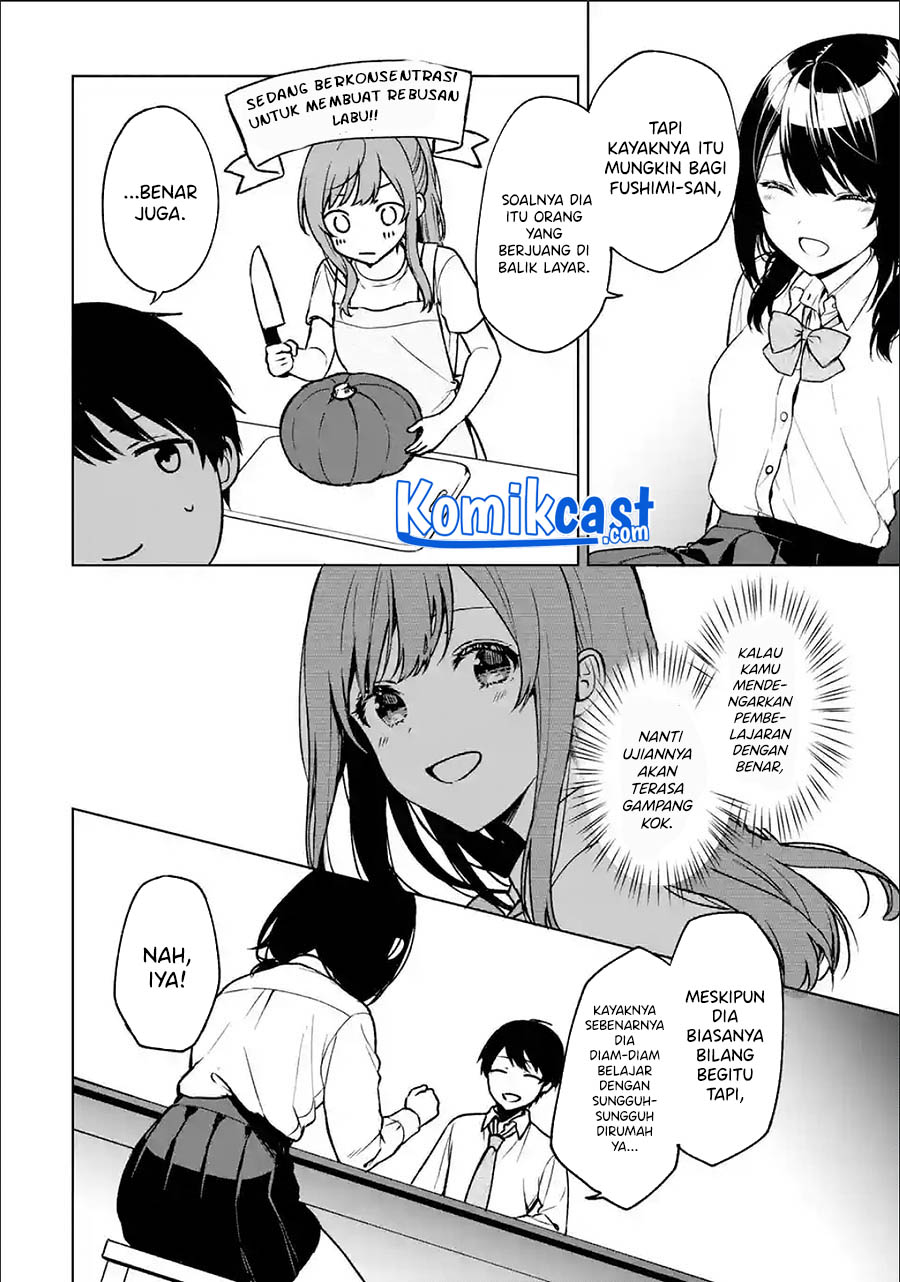 TAPI
KAYAKNYA ITU
MUNGKIN BAGI
FUSHIMI-SAN,
SOALNYA DIA
ITU ORANG
YANG
BERJUANG DI
BALIK LAYAR.
SEDANG BERKONSENTRASI
UNTUK MEMBUAT REBUSAN
LABU!!
...BENAR
JUGA.
Komikcast
.com
KALAU
KAMU
MENDE-
NGARKAN
PEMBE-
LAJARAN
DENGAN
BENAR,
NANTI
UJIANNYA
AKAN
TERASA
GAMPANG
KOK.
MESKIPUN
DIA
BIASANYA
BILANG
BEGITU
TAPI,
KAYAKNYA
SEBENARNYA
DIA
DIAM-DIAM
BELAJAR
DENGAN
SUNGGUH-
SUNGGUH
DIRUMAH
YA...
NAH,
IYA!